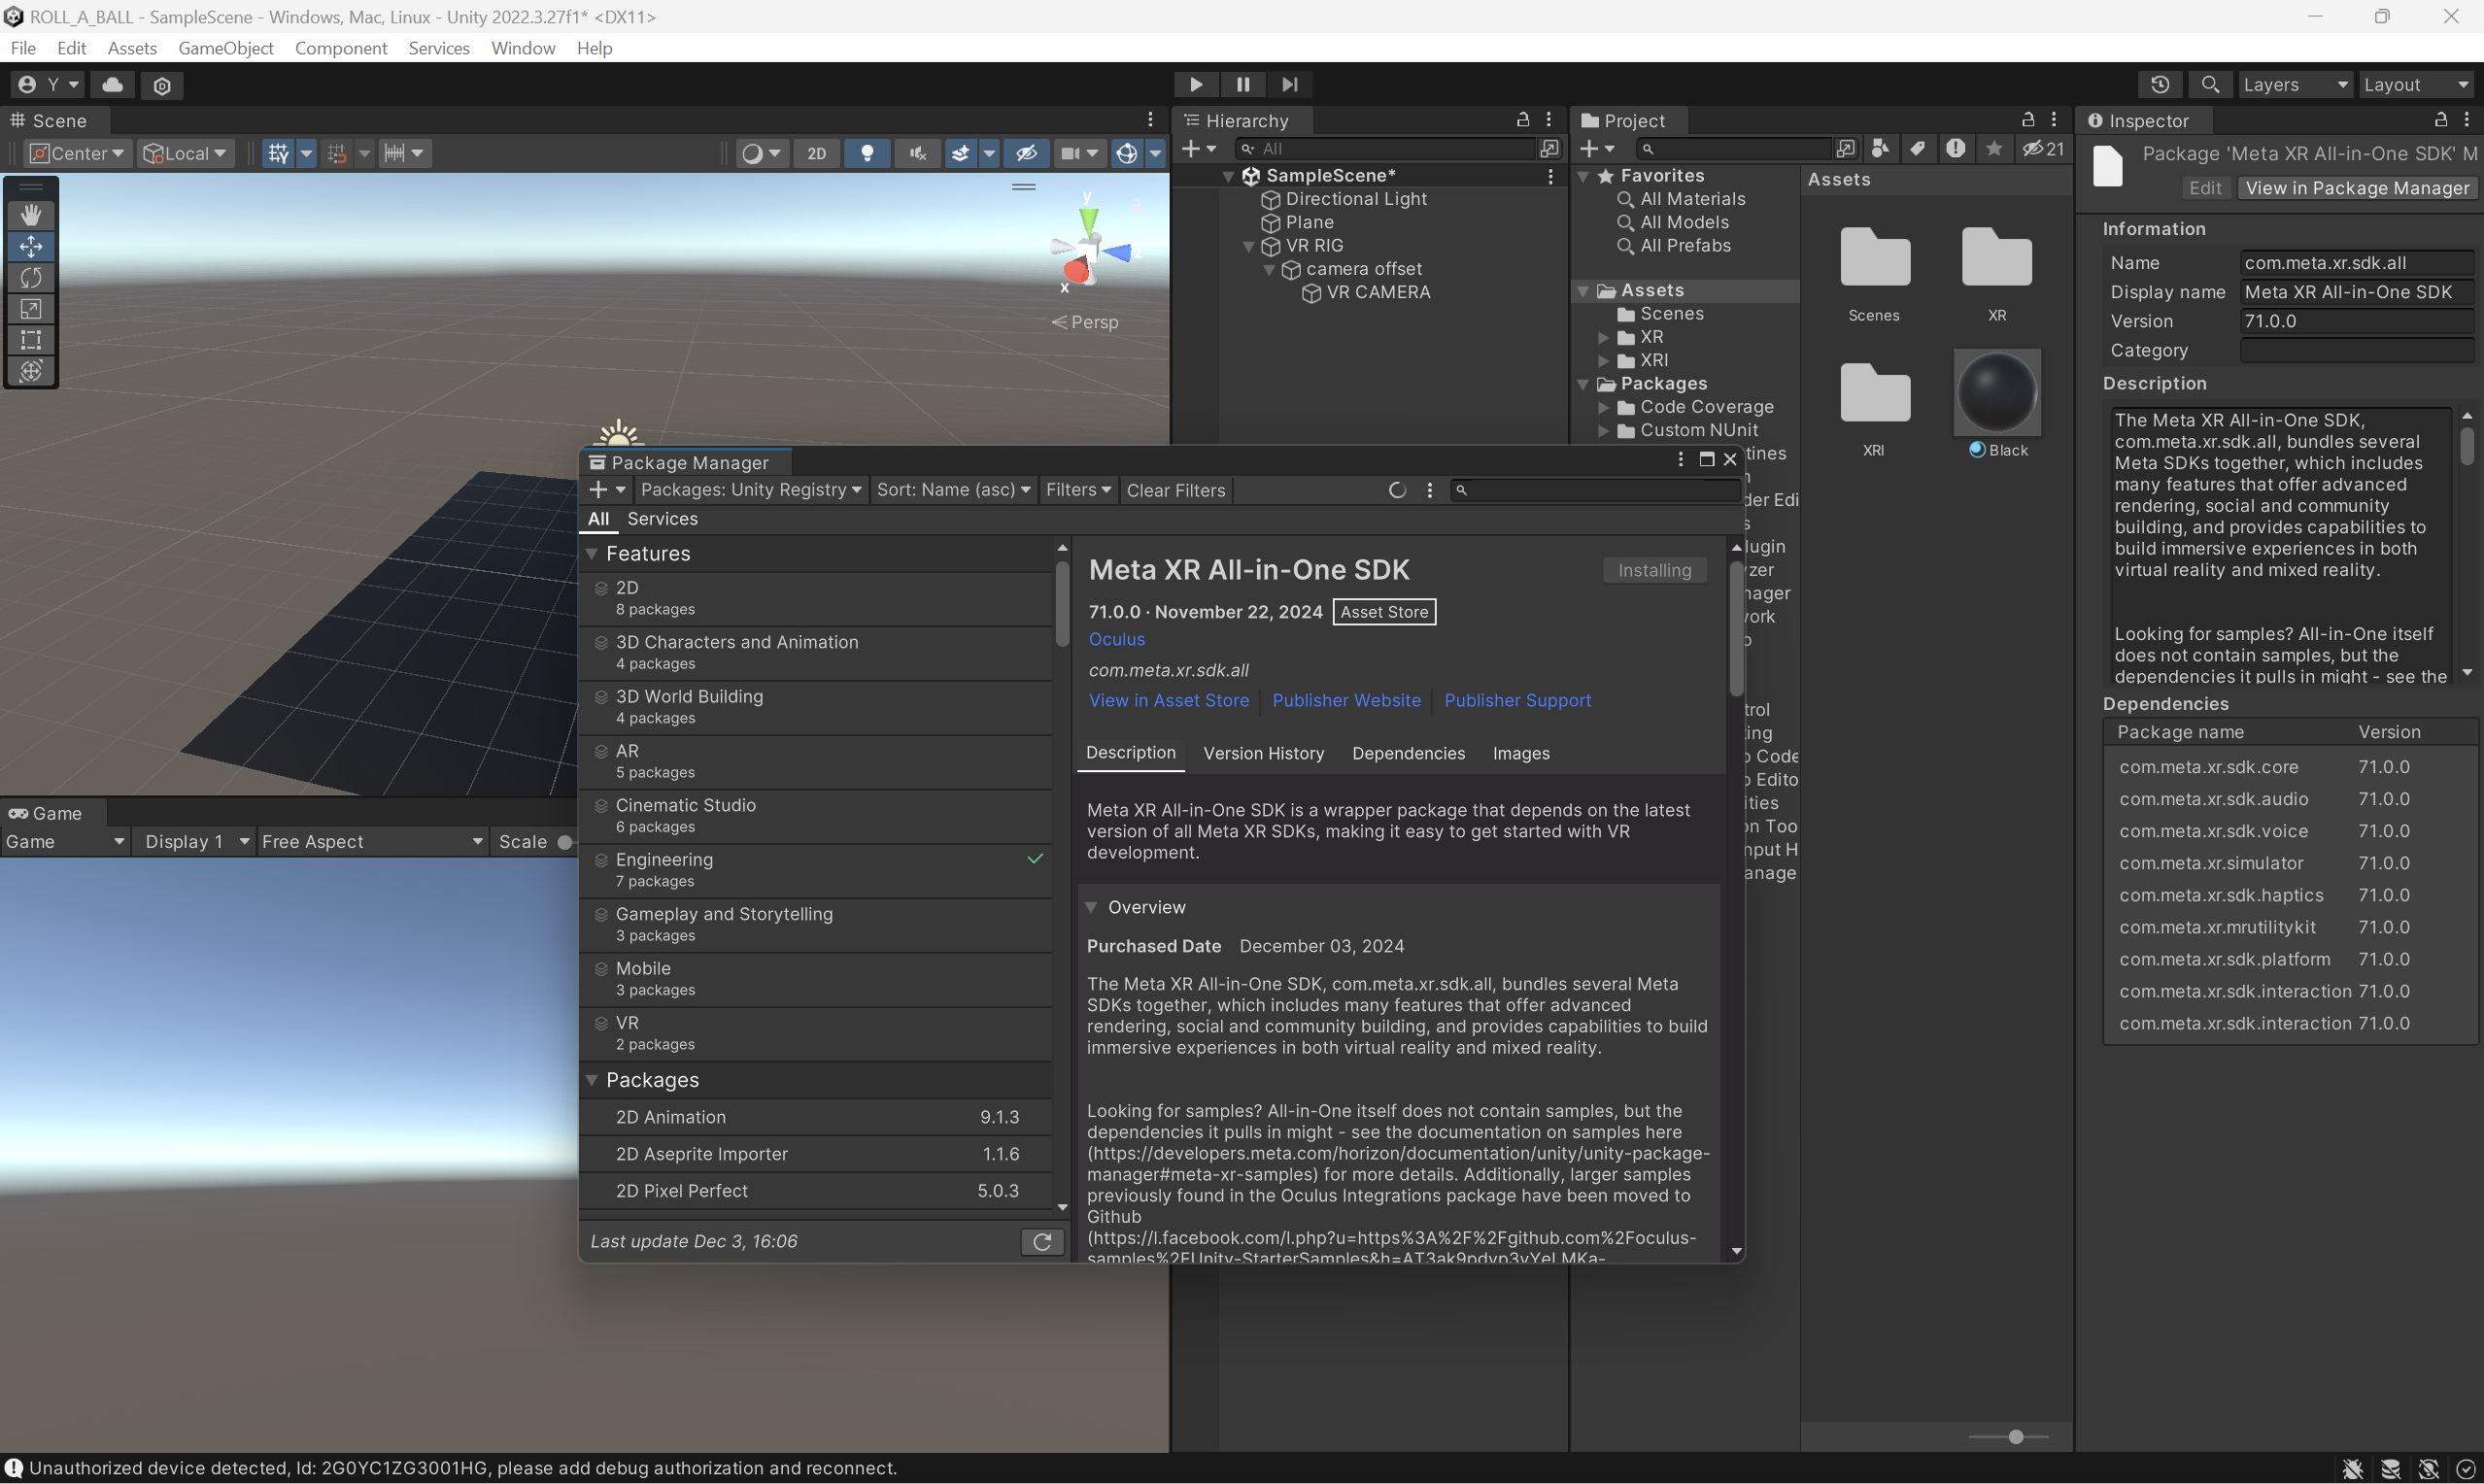 ROLL_A_BALL - SampleScene - Windows, Mac, Linux - Unity 2022.3.27f1* <DX11>
File Edit Assets GameObject Component Services Window Help
Y
Layers Layout
Scene
Center Local
2D
y
z
x
Persp
Hierarchy
All
SampleScene*
Directional Light
Plane
VR RIG
camera offset
VR CAMERA
Project
21
Favorites
All Materials
All Models
All Prefabs
Assets
Scenes
XR
XRI
Packages
Code Coverage
Custom NUnit
Assets
Scenes
XR
XRI
Black
Inspector
Package 'Meta XR All-in-One SDK' M
Edit View in Package Manager
Information
Name com.meta.xr.sdk.all
Display name Meta XR All-in-One SDK
Version 71.0.0
Category
Description
The Meta XR All-in-One SDK,
com.meta.xr.sdk.all, bundles several
Meta SDKs together, which includes
many features that offer advanced
rendering, social and community
building, and provides capabilities to
build immersive experiences in both
virtual reality and mixed reality.
Looking for samples? All-in-One itself
does not contain samples, but the
dependencies it pulls in might - see the
Dependencies
Package name Version
com.meta.xr.sdk.core 71.0.0
com.meta.xr.sdk.audio 71.0.0
com.meta.xr.sdk.voice 71.0.0
com.meta.xr.simulator 71.0.0
com.meta.xr.sdk.haptics 71.0.0
com.meta.xr.mrutilitykit 71.0.0
com.meta.xr.sdk.platform 71.0.0
com.meta.xr.sdk.interaction 71.0.0
com.meta.xr.sdk.interaction 71.0.0
Package Manager
Packages: Unity Registry Sort: Name (asc) Filters Clear Filters
All Services
Features
2D
8 packages
3D Characters and Animation
4 packages
3D World Building
4 packages
AR
5 packages
Cinematic Studio
6 packages
Engineering
7 packages
Gameplay and Storytelling
3 packages
Mobile
3 packages
VR
2 packages
Packages
2D Animation 9.1.3
2D Aseprite Importer 1.1.6
2D Pixel Perfect 5.0.3
Last update Dec 3, 16:06
Meta XR All-in-One SDK
Installing
71.0.0 · November 22, 2024 Asset Store
Oculus
com.meta.xr.sdk.all
View in Asset Store Publisher Website Publisher Support
Description Version History Dependencies Images
Meta XR All-in-One SDK is a wrapper package that depends on the latest
version of all Meta XR SDKs, making it easy to get started with VR
development.
Overview
Purchased Date December 03, 2024
The Meta XR All-in-One SDK, com.meta.xr.sdk.all, bundles several Meta
SDKs together, which includes many features that offer advanced
rendering, social and community building, and provides capabilities to build
immersive experiences in both virtual reality and mixed reality.
Looking for samples? All-in-One itself does not contain samples, but the
dependencies it pulls in might - see the documentation on samples here
(https://developers.meta.com/horizon/documentation/unity/unity-package-
manager#meta-xr-samples) for more details. Additionally, larger samples
previously found in the Oculus Integrations package have been moved to
Github
(https://l.facebook.com/l.php?u=https%3A%2F%2Fgithub.com%2Foculus-
Game
Game Display 1 Free Aspect Scale
Unauthorized device detected, Id: 2G0YC1ZG3001HG, please add debug authorization and reconnect.